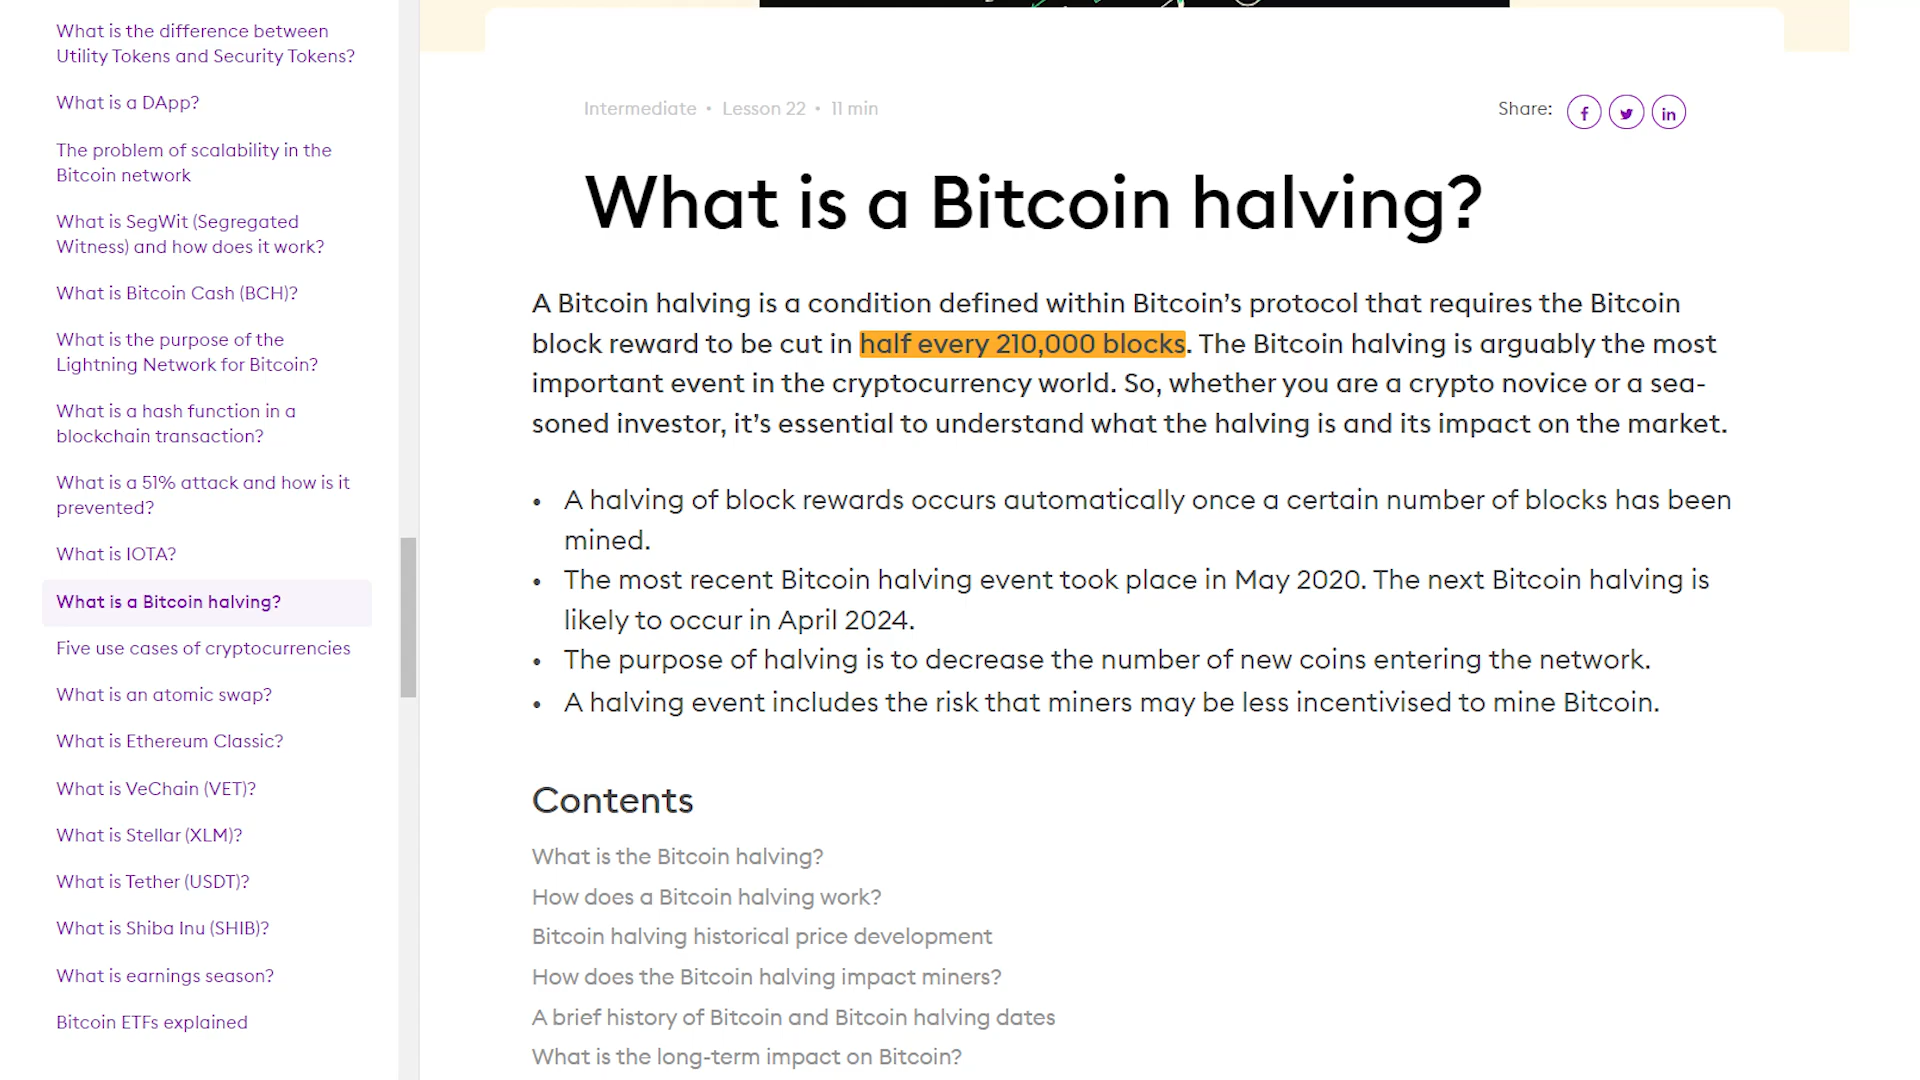 What is the difference between
Utility Tokens and Security Tokens?
What is a DApp?
The problem of scalability in the
Bitcoin network
What is SegWit (Segregated
Witness) and how does it work?
What is Bitcoin Cash (BCH)?
What is the purpose of the
Lightning Network for Bitcoin?
What is a hash function in a
blockchain transaction?
What is a 51% attack and how is it
prevented?
What is IOTA?
What is a Bitcoin halving?
Five use cases of cryptocurrencies
What is an atomic swap?
What is Ethereum Classic?
What is VeChain (VET)?
What is Stellar (XLM)?
What is Tether (USDT)?
What is Shiba Inu (SHIB)?
What is earnings season?
Bitcoin ETFs explained
Intermediate • Lesson 22 • 11 min
Share:
What is a Bitcoin halving?
A Bitcoin halving is a condition defined within Bitcoin’s protocol that requires the Bitcoin
block reward to be cut in half every 210,000 blocks. The Bitcoin halving is arguably the most
important event in the cryptocurrency world. So, whether you are a crypto novice or a sea-
soned investor, it’s essential to understand what the halving is and its impact on the market.
• A halving of block rewards occurs automatically once a certain number of blocks has been
mined.
• The most recent Bitcoin halving event took place in May 2020. The next Bitcoin halving is
likely to occur in April 2024.
• The purpose of halving is to decrease the number of new coins entering the network.
• A halving event includes the risk that miners may be less incentivised to mine Bitcoin.
Contents
What is the Bitcoin halving?
How does a Bitcoin halving work?
Bitcoin halving historical price development
How does the Bitcoin halving impact miners?
A brief history of Bitcoin and Bitcoin halving dates
What is the long-term impact on Bitcoin?